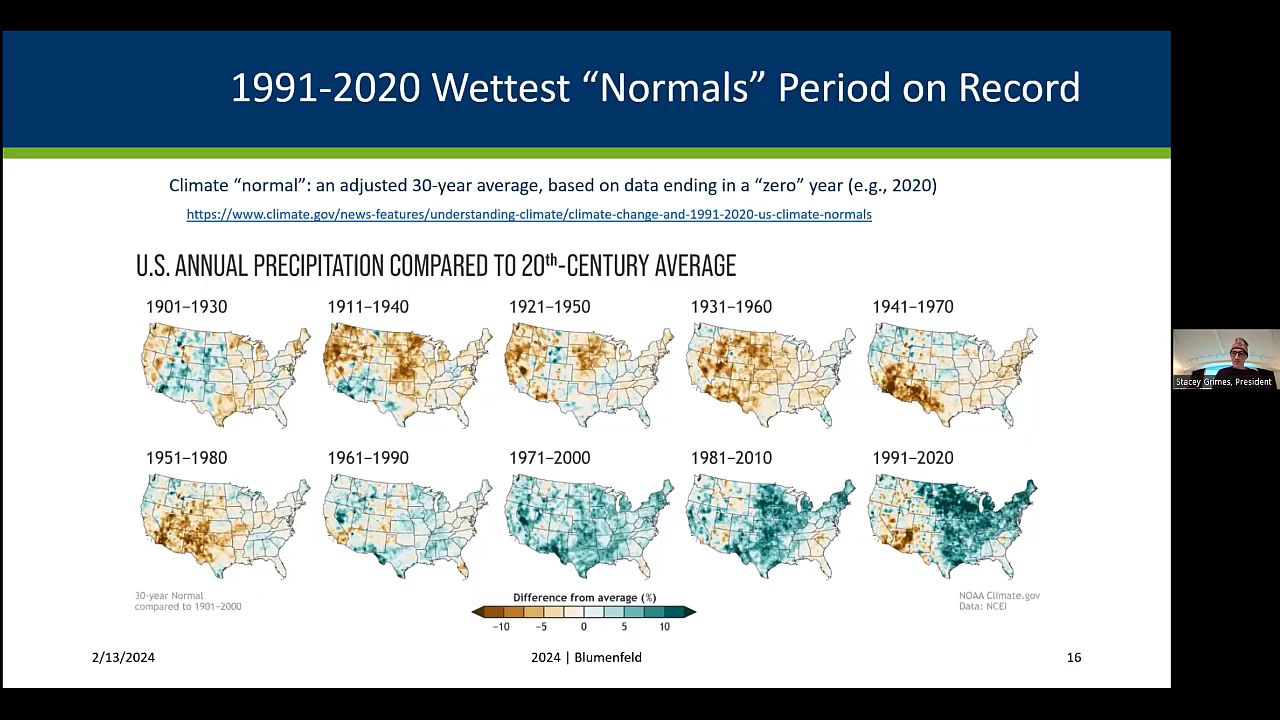 1991-2020 Wettest “Normals” Period on Record
Climate “normal”: an adjusted 30-year average, based on data ending in a “zero” year (e.g., 2020)
https://www.climate.gov/news-features/understanding-climate/climate-change-and-1991-2020-us-climate-normals
U.S. ANNUAL PRECIPITATION COMPARED TO 20th-CENTURY AVERAGE
1901–1930 1911–1940 1921–1950 1931–1960 1941–1970
Stacey Grimes, President
1951–1980 1961–1990 1971–2000 1981–2010 1991–2020
30-year Normal
compared to 1901–2000
Difference from average (%)
−10 −5 0 5 10
NOAA Climate.gov
Data: NCEI
2/13/2024 2024 | Blumenfeld 16